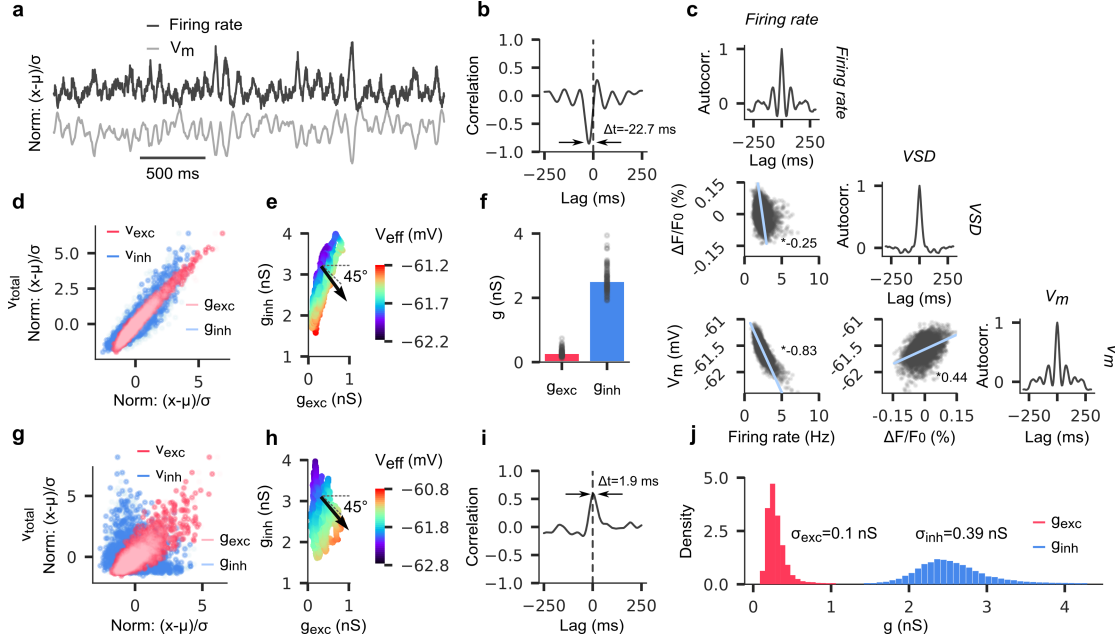 a
Firing rate
Vm
Norm: (x-μ)/σ
500 ms
b
1.0
0.5
0.0
−0.5
−1.0
Correlation
Δt=-22.7 ms
−250
0
250
Lag (ms)
c
Firing rate
Firing rate
Autocorr.
1
0
−250
250
Lag (ms)
VSD
VSD
ΔF/F₀ (%)
0.15
0
-0.15
*-0.25
0
5
10
Autocorr.
1
0
−250
250
Lag (ms)
Vm
Vm
Vm (mV)
-61
-61.5
-62
*-0.83
0
5
10
Firing rate (Hz)
-61
-61.5
-62
*0.44
-0.15
0
0.15
ΔF/F₀ (%)
Autocorr.
1
0
−250
250
Lag (ms)
d
vexc
vinh
gexc
ginh
vtotal
Norm: (x-μ)/σ
5.0
2.5
0.0
0
5
Norm: (x-μ)/σ
e
4
3
2
1
ginh (nS)
45°
0
1
gexc (nS)
Veff (mV)
−61.2
−61.7
−62.2
f
4
2
0
g (nS)
gexc
ginh
g
vexc
vinh
gexc
ginh
vtotal
Norm: (x-μ)/σ
5
0
0
5
Norm: (x-μ)/σ
h
4
3
2
1
ginh (nS)
45°
0
1
gexc (nS)
Veff (mV)
−60.8
−61.8
−62.8
i
1.0
0.5
0.0
−0.5
−1.0
Correlation
Δt=1.9 ms
−250
0
250
Lag (ms)
j
5.0
2.5
0.0
Density
σexc=0.1 nS
σinh=0.39 nS
gexc
ginh
0
1
2
3
4
g (nS)